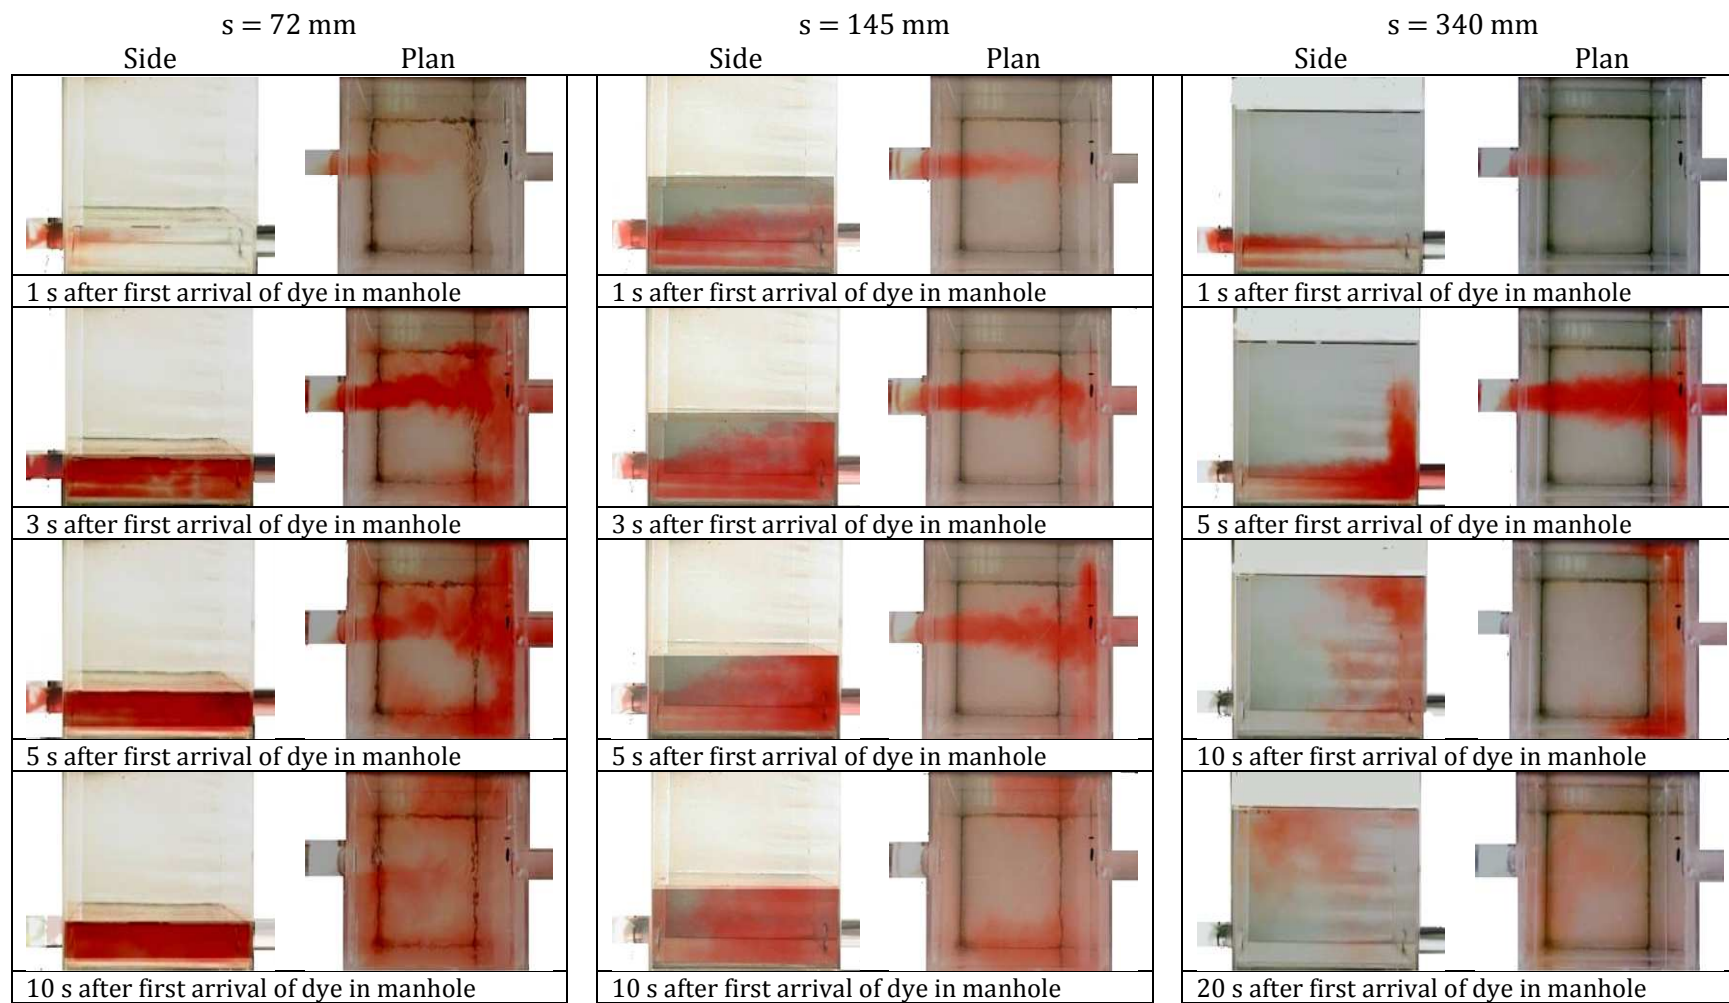 s = 72 mm
s = 145 mm
s = 340 mm
Side
Plan
Side
Plan
Side
Plan
1 s after first arrival of dye in manhole
1 s after first arrival of dye in manhole
1 s after first arrival of dye in manhole
3 s after first arrival of dye in manhole
3 s after first arrival of dye in manhole
5 s after first arrival of dye in manhole
5 s after first arrival of dye in manhole
5 s after first arrival of dye in manhole
10 s after first arrival of dye in manhole
10 s after first arrival of dye in manhole
10 s after first arrival of dye in manhole
20 s after first arrival of dye in manhole